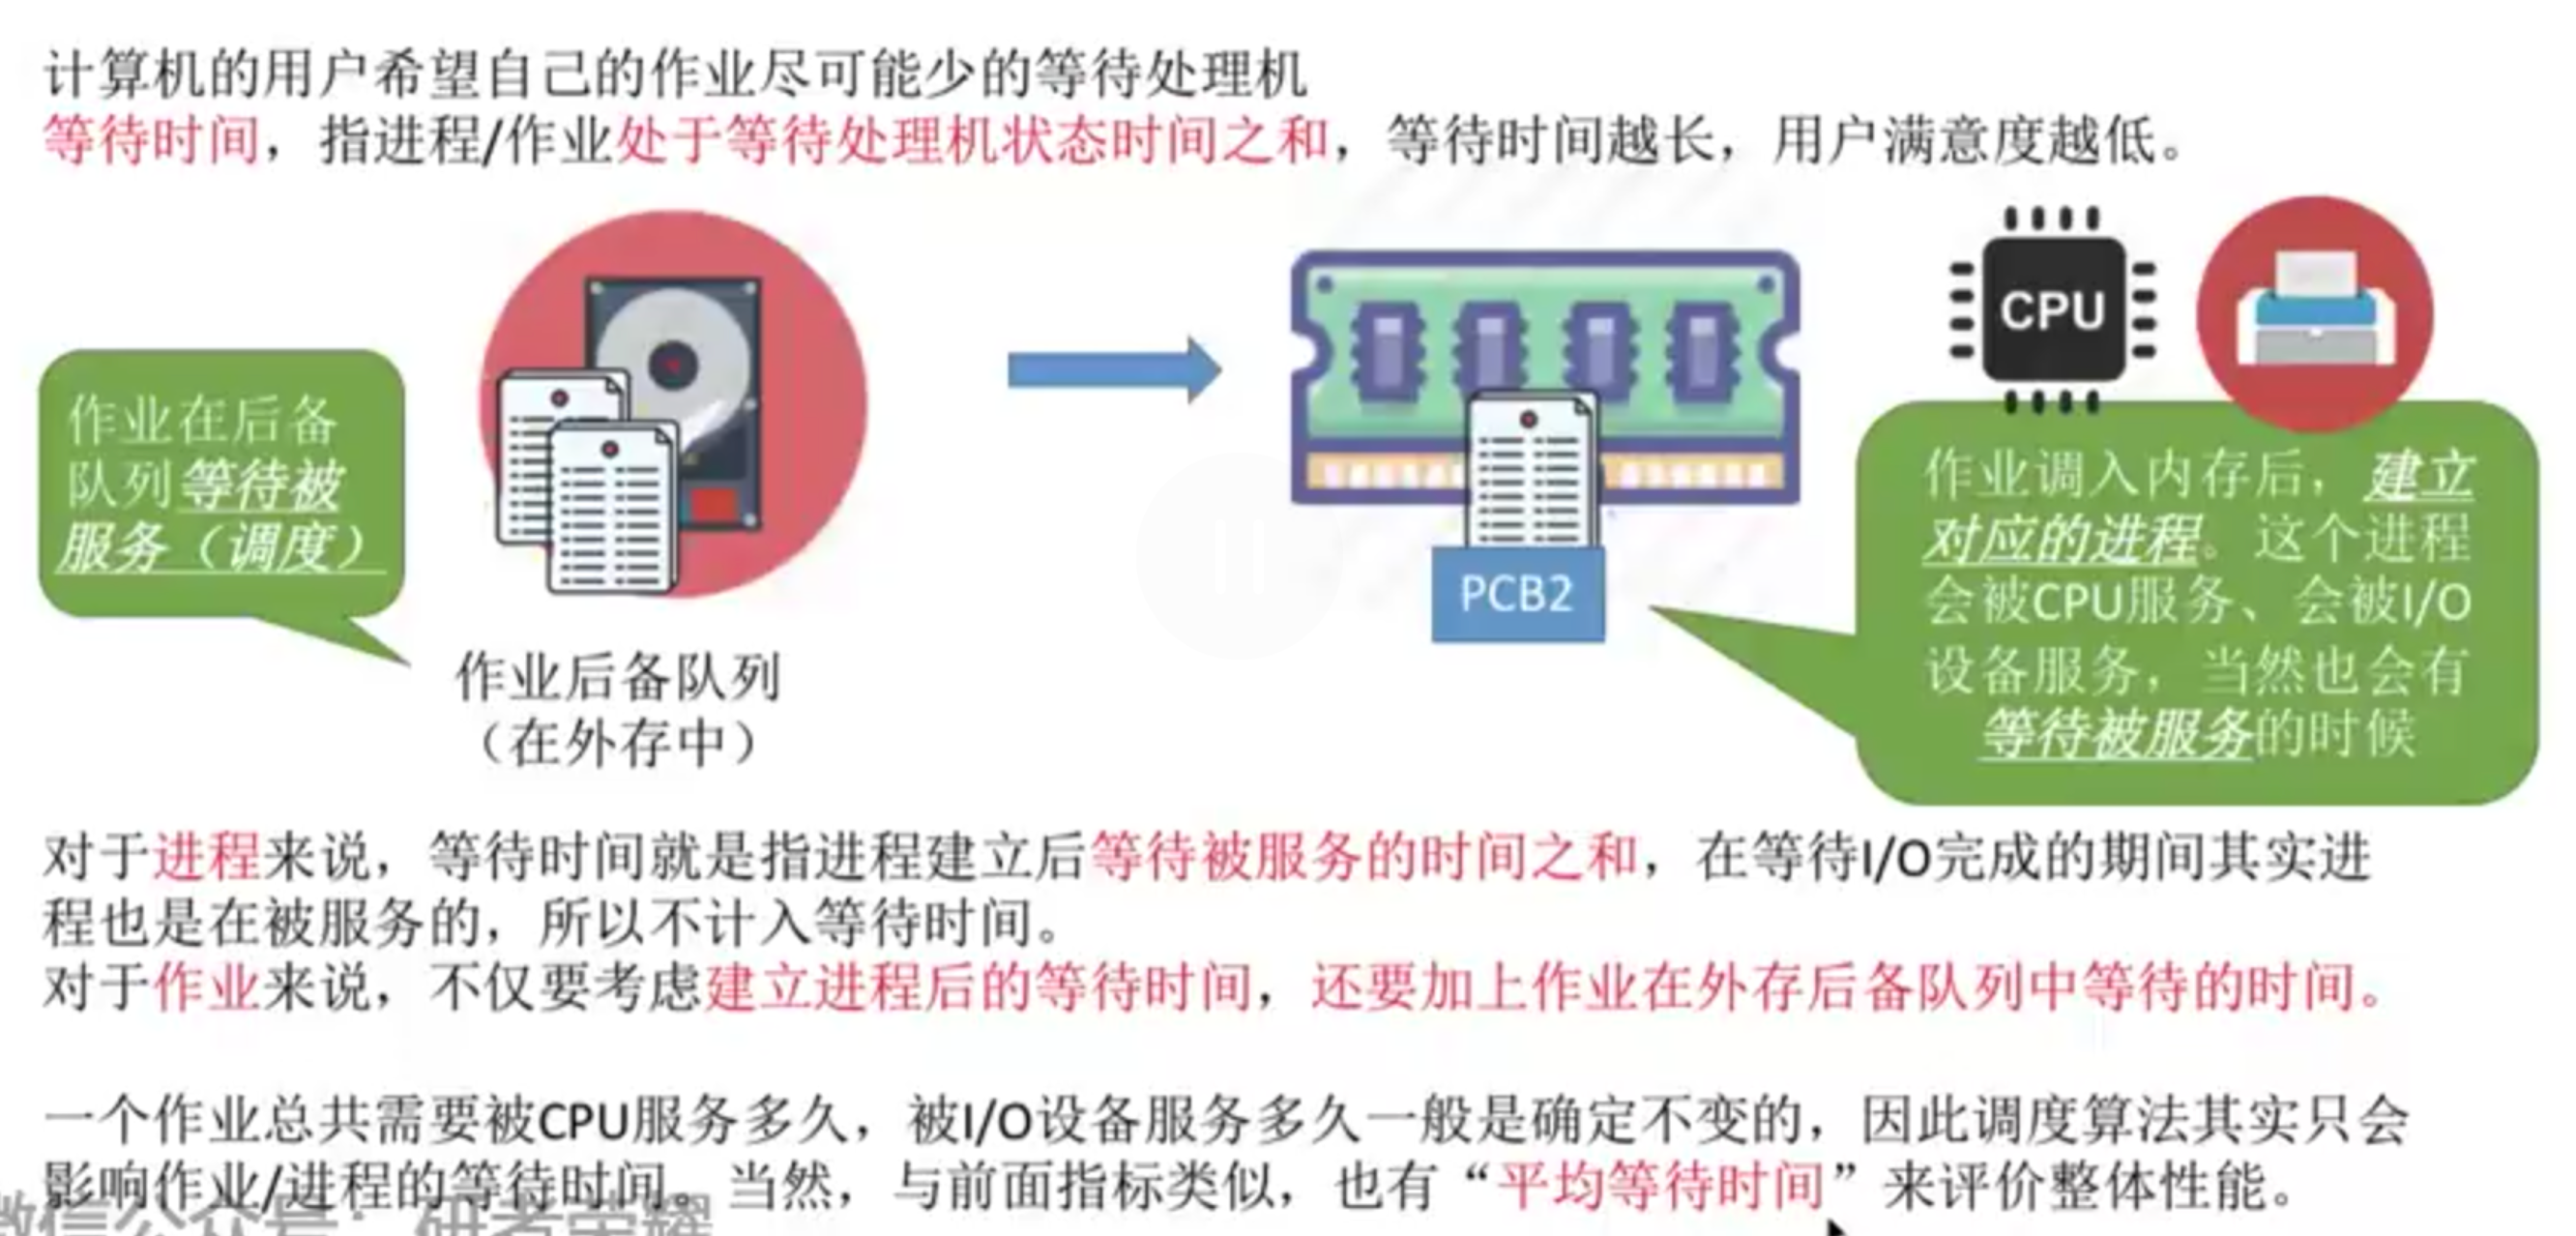 计算机的用户希望自己的作业尽可能少的等待处理机
等待时间，指进程/作业处于等待处理机状态时间之和，等待时间越长，用户满意度越低。
作业在后备
队列等待被
服务（调度）
作业后备队列
（在外存中）
PCB2
CPU
作业调入内存后，建立
对应的进程。这个进程
会被CPU服务、会被I/O
设备服务，当然也会有
等待被服务的时候
对于进程来说，等待时间就是指进程建立后等待被服务的时间之和，在等待I/O完成的期间其实进
程也是在被服务的，所以不计入等待时间。
对于作业来说，不仅要考虑建立进程后的等待时间，还要加上作业在外存后备队列中等待的时间。
一个作业总共需要被CPU服务多久，被I/O设备服务多久一般是确定不变的，因此调度算法其实只会
影响作业/进程的等待时间。当然，与前面指标类似，也有“平均等待时间”来评价整体性能。
微信公众号：研考荣耀